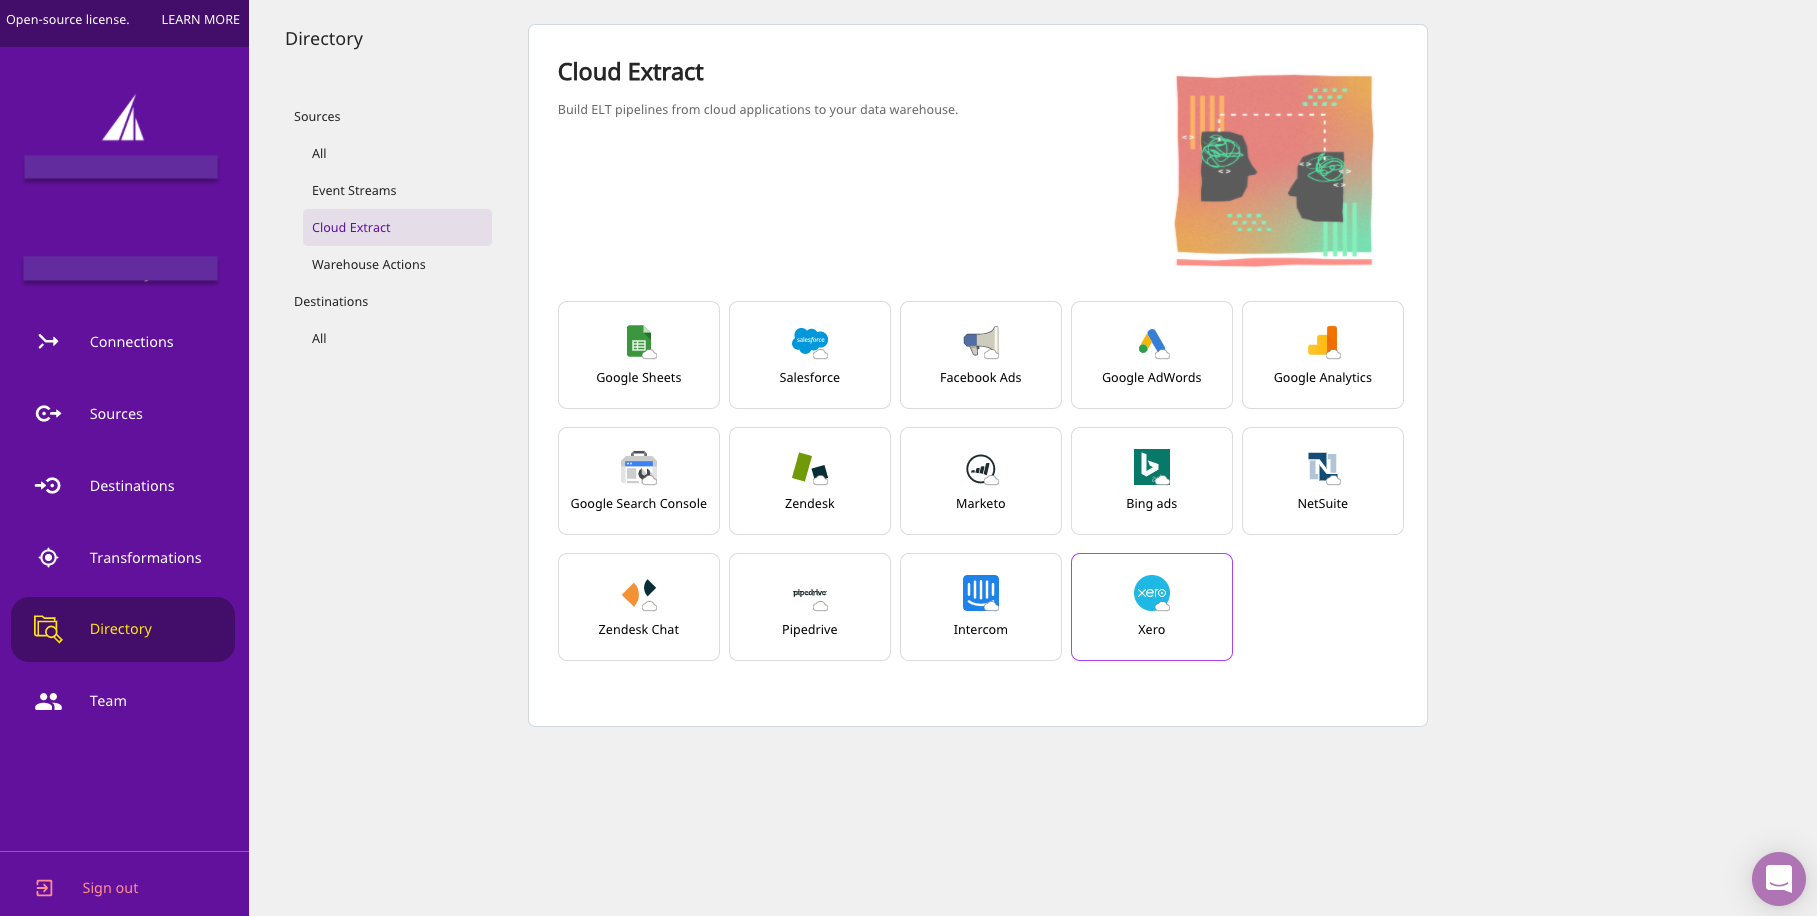 Open-source license. LEARN MORE
Connections
Sources
Destinations
Transformations
Directory
Team
Sign out
Directory
Sources
All
Event Streams
Cloud Extract
Warehouse Actions
Destinations
All
Cloud Extract
Build ELT pipelines from cloud applications to your data warehouse.
salesforce
Google Sheets
Salesforce
Facebook Ads
Google AdWords
Google Analytics
Google Search Console
Zendesk
Marketo
Bing ads
N
NetSuite
Zendesk Chat
pipedrive
Pipedrive
Intercom
xero
Xero